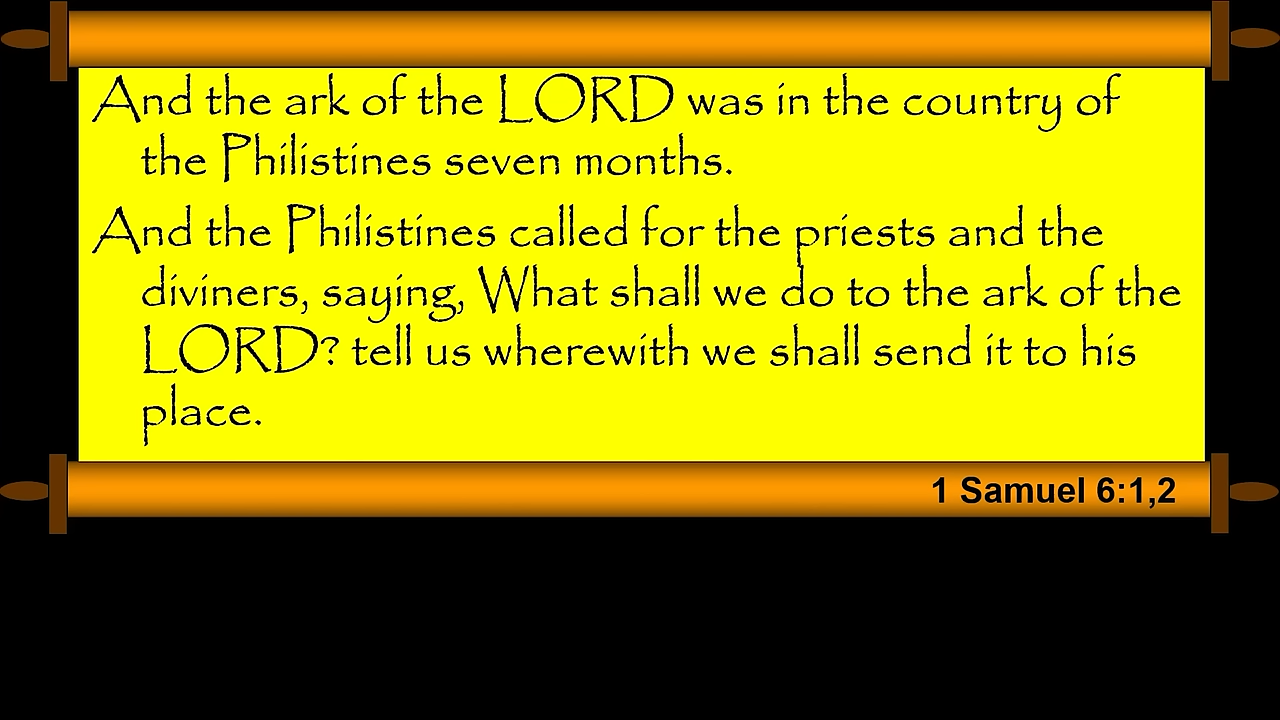 And the ark of the LORD was in the country of
the Philistines seven months.
And the Philistines called for the priests and the
diviners, saying, What shall we do to the ark of the
LORD? tell us wherewith we shall send it to his
place.
1 Samuel 6:1,2